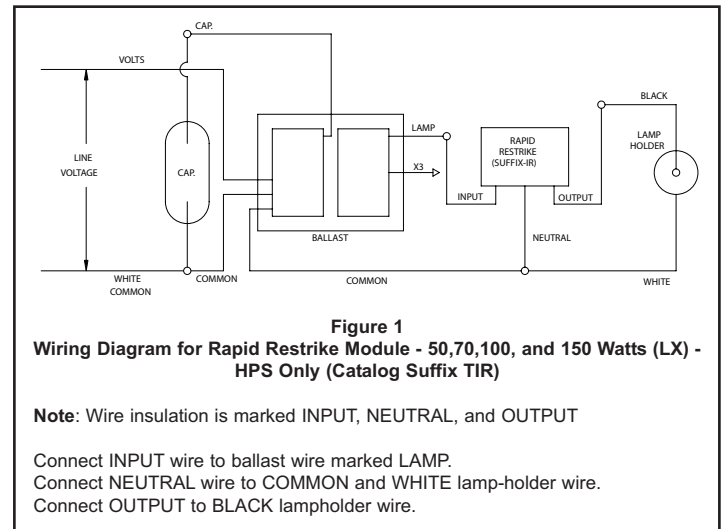 CAP.
VOLTS
BLACK
LAMP
RAPID
RESTRIKE
(SUFFIX-IR)
LAMP
HOLDER
LINE
VOLTAGE
CAP.
X3
INPUT
OUTPUT
BALLAST
NEUTRAL
WHITE
COMMON
COMMON
COMMON
WHITE
Figure 1
Wiring Diagram for Rapid Restrike Module - 50,70,100, and 150 Watts (LX) -
HPS Only (Catalog Suffix TIR)
Note: Wire insulation is marked INPUT, NEUTRAL, and OUTPUT
Connect INPUT wire to ballast wire marked LAMP.
Connect NEUTRAL wire to COMMON and WHITE lamp-holder wire.
Connect OUTPUT to BLACK lampholder wire.